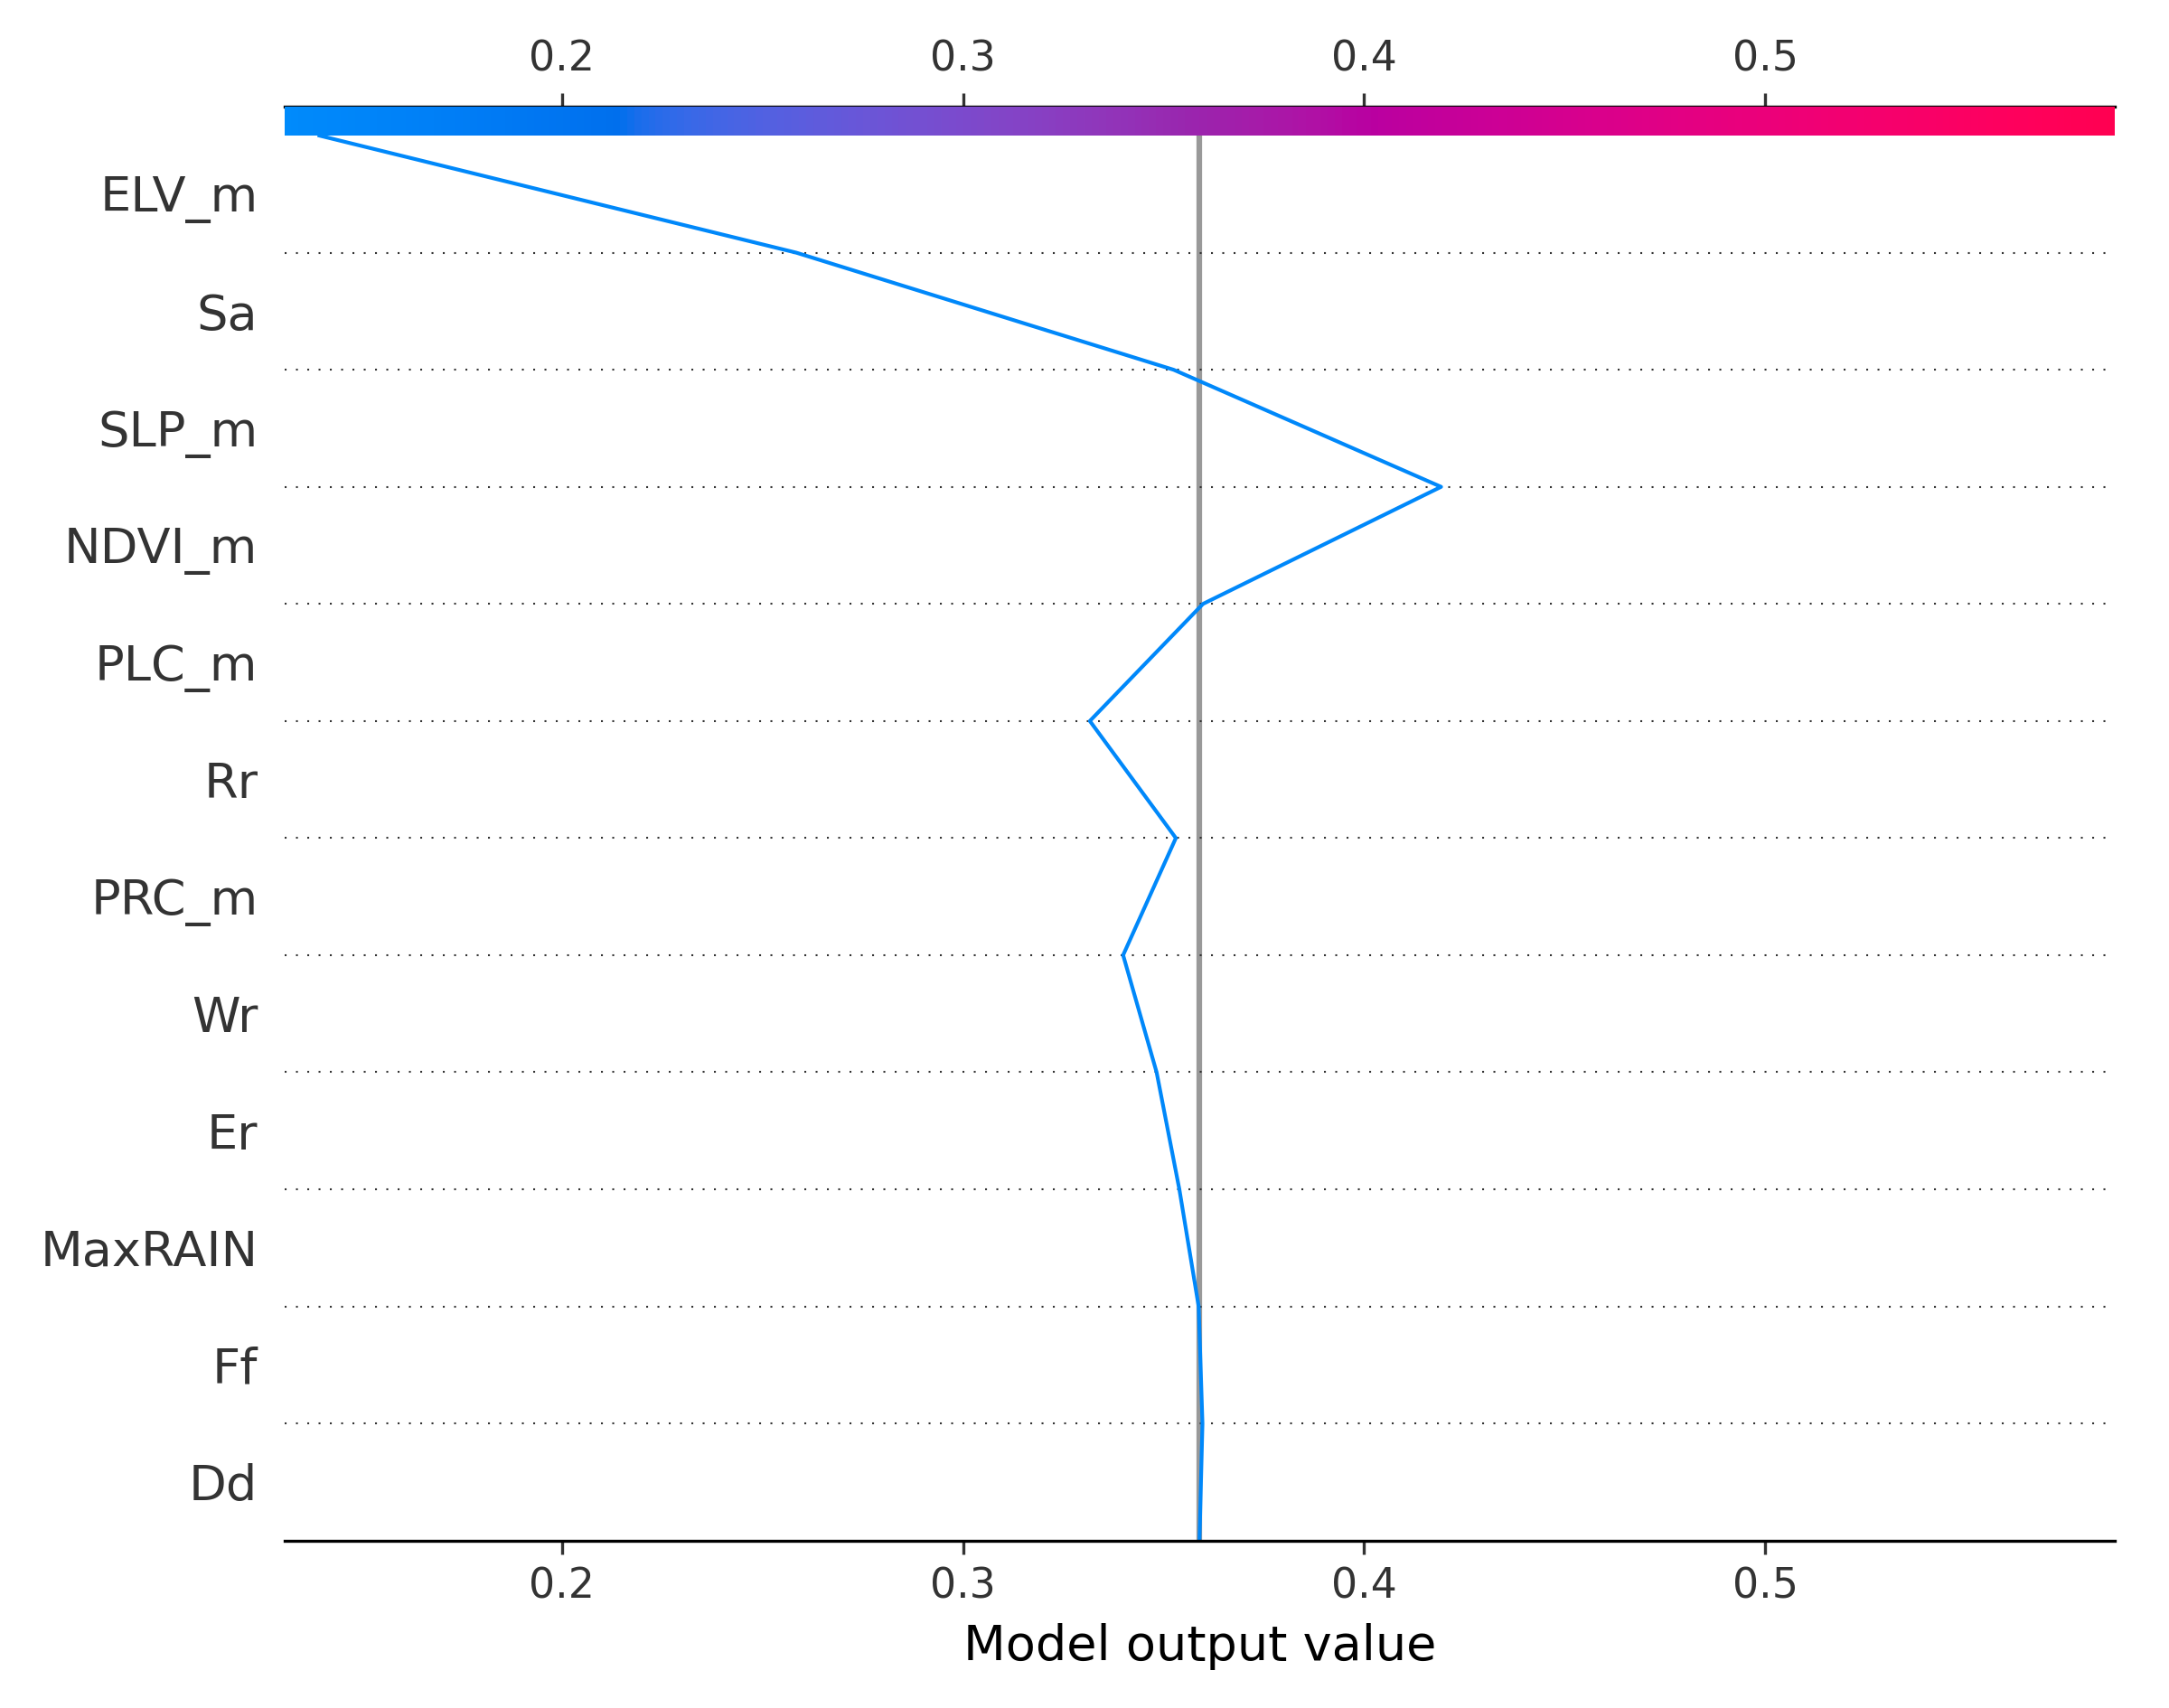 0.2 0.3 0.4 0.5
ELV_m
Sa
SLP_m
NDVI_m
PLC_m
Rr
PRC_m
Wr
Er
MaxRAIN
Ff
Dd
0.2 0.3 0.4 0.5
Model output value